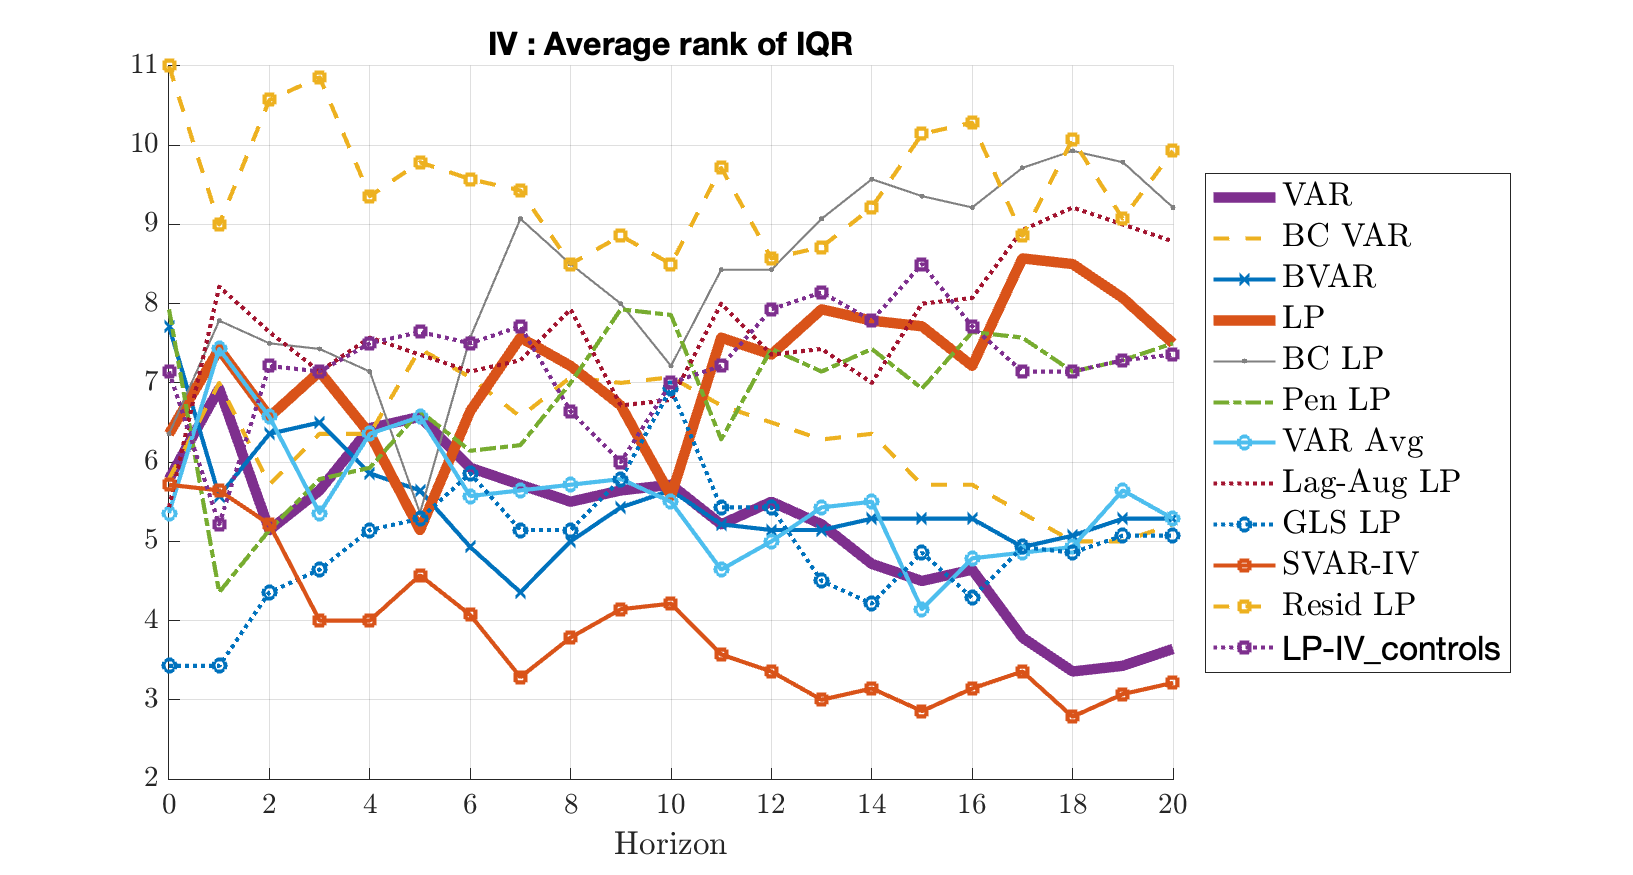 IV : Average rank of IQR
11
10
9
8
7
6
5
4
3
2
0 2 4 6 8 10 12 14 16 18 20
Horizon
VAR
BC VAR
BVAR
LP
BC LP
Pen LP
VAR Avg
Lag-Aug LP
GLS LP
SVAR-IV
Resid LP
LP-IV_controls